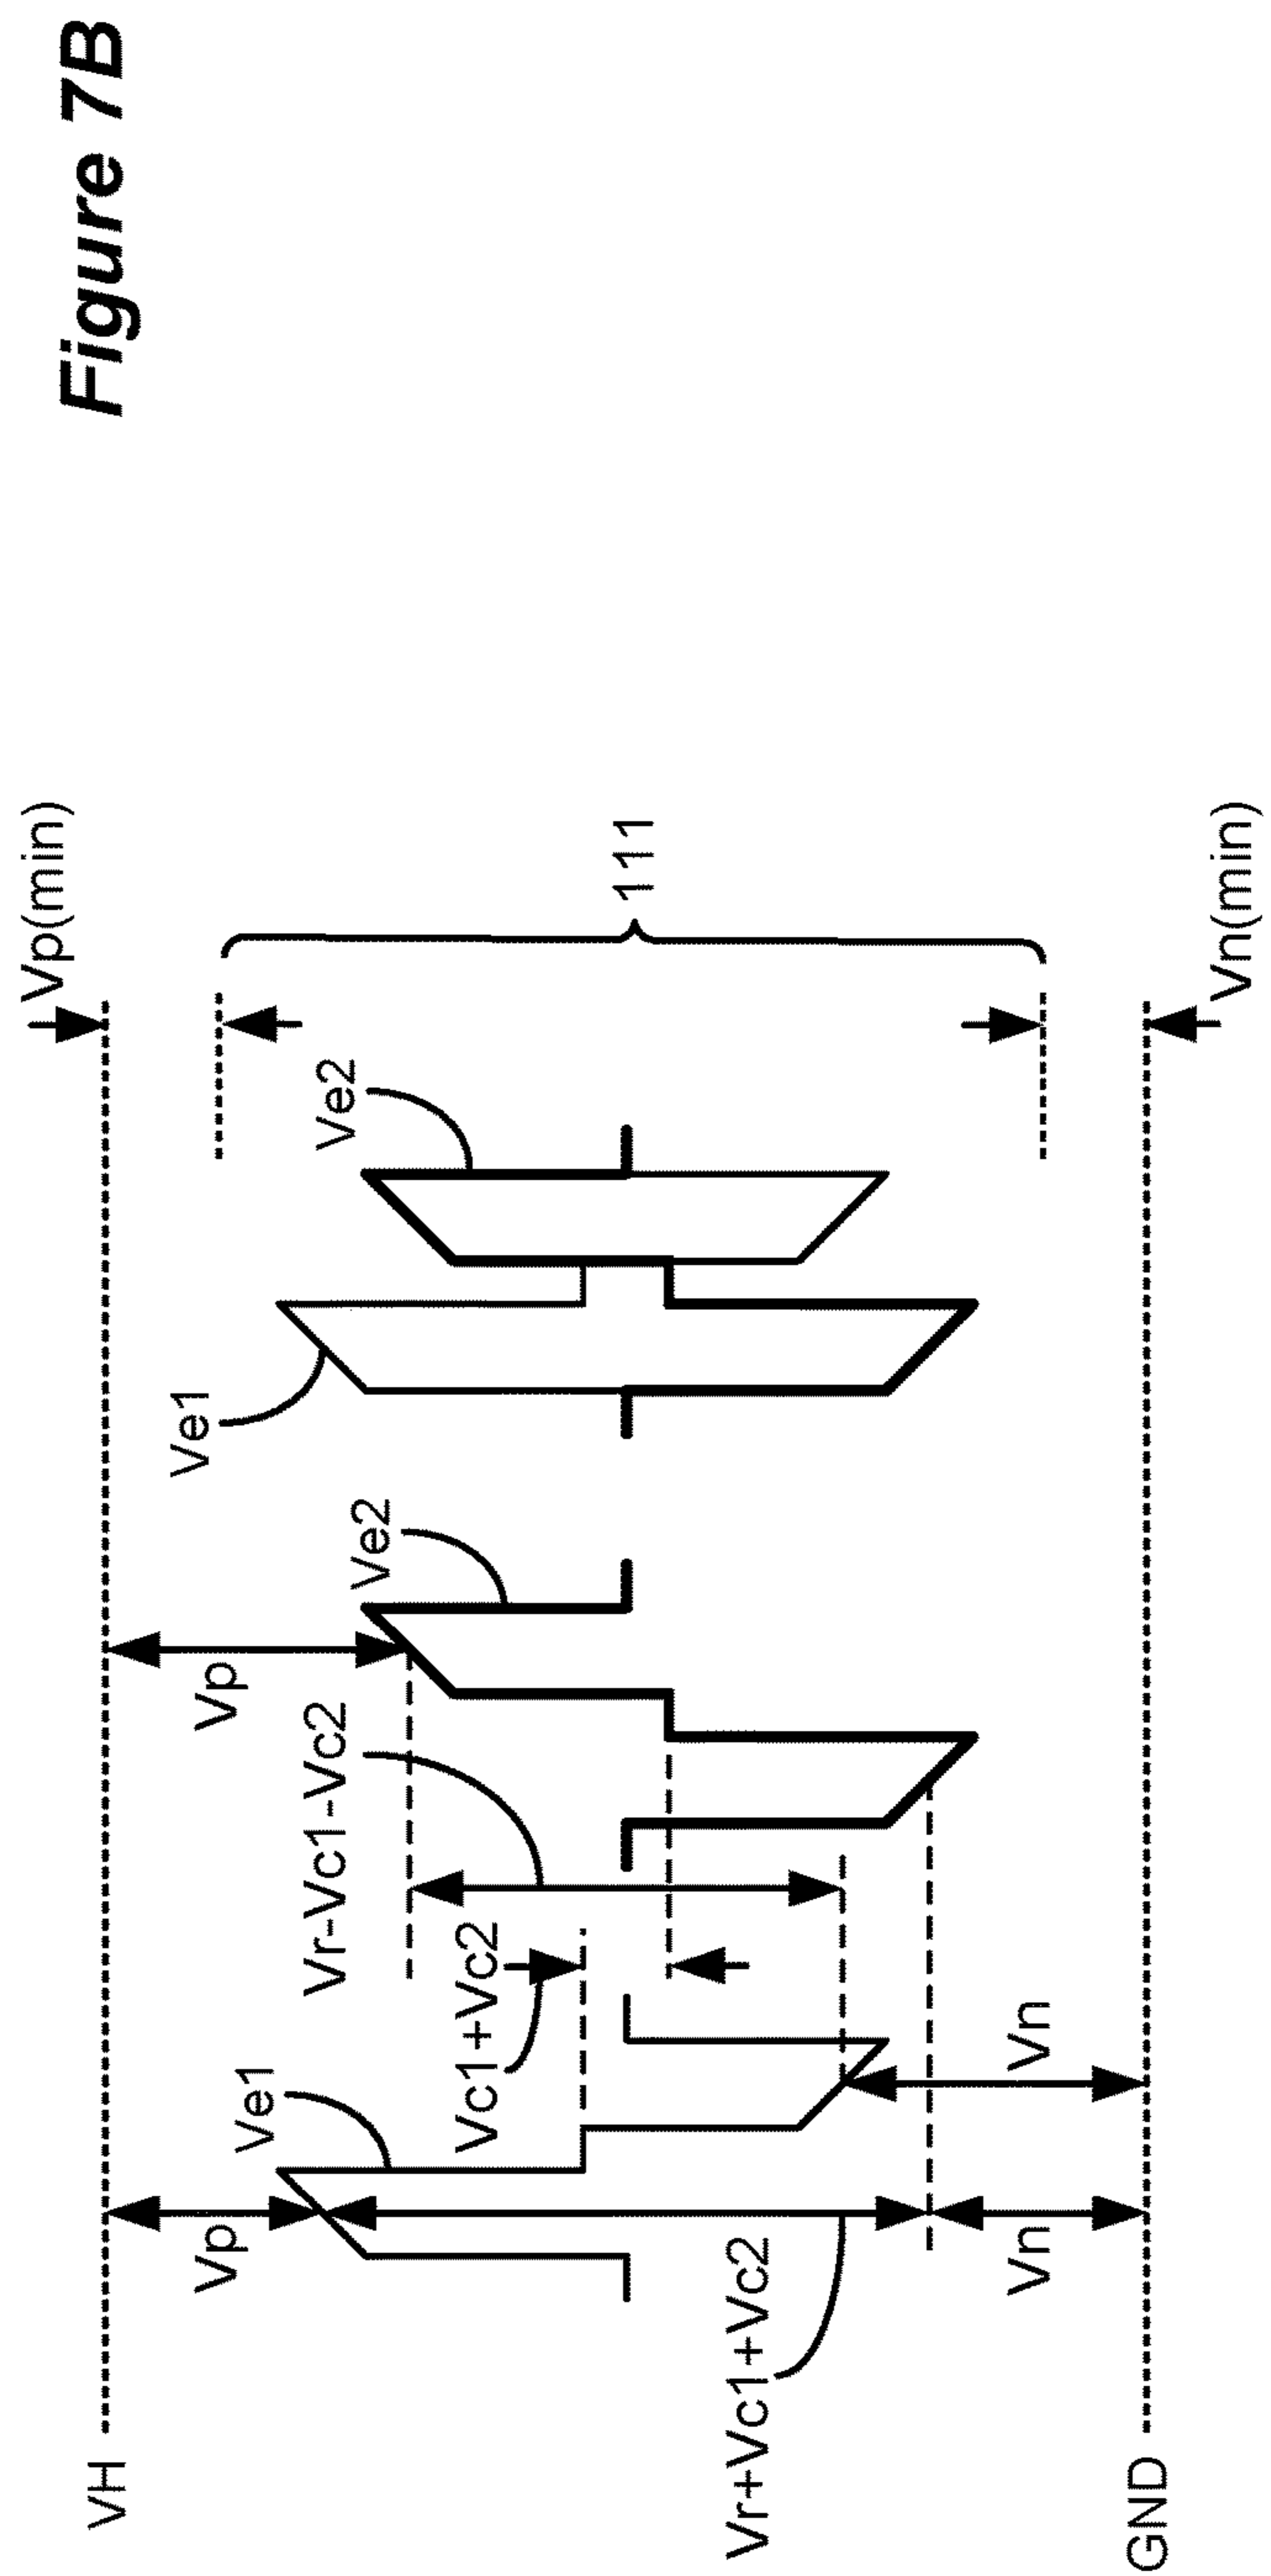 Figure 7B
Vp(min)
VH
Ve1
Ve2
Ve1
Ve2
Vp
Vp
Vr-Vc1-Vc2
Vc1+Vc2
111
Vr+Vc1+Vc2
Vn
Vn
GND
Vn(min)